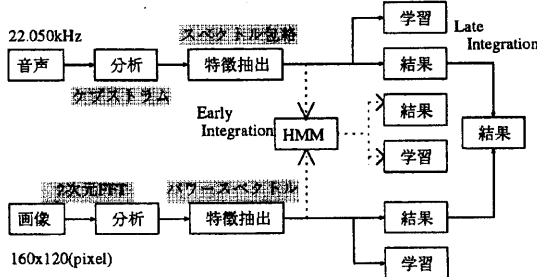 学習
22.050kHz
スペクトル包絡
Late
Integration
音声
分析
特徴抽出
結果
ケプストラム
Early
Integration
HMM
結果
結果
学習
2次元FFT
パワースペクトル
画像
分析
特徴抽出
結果
160x120(pixel)
学習